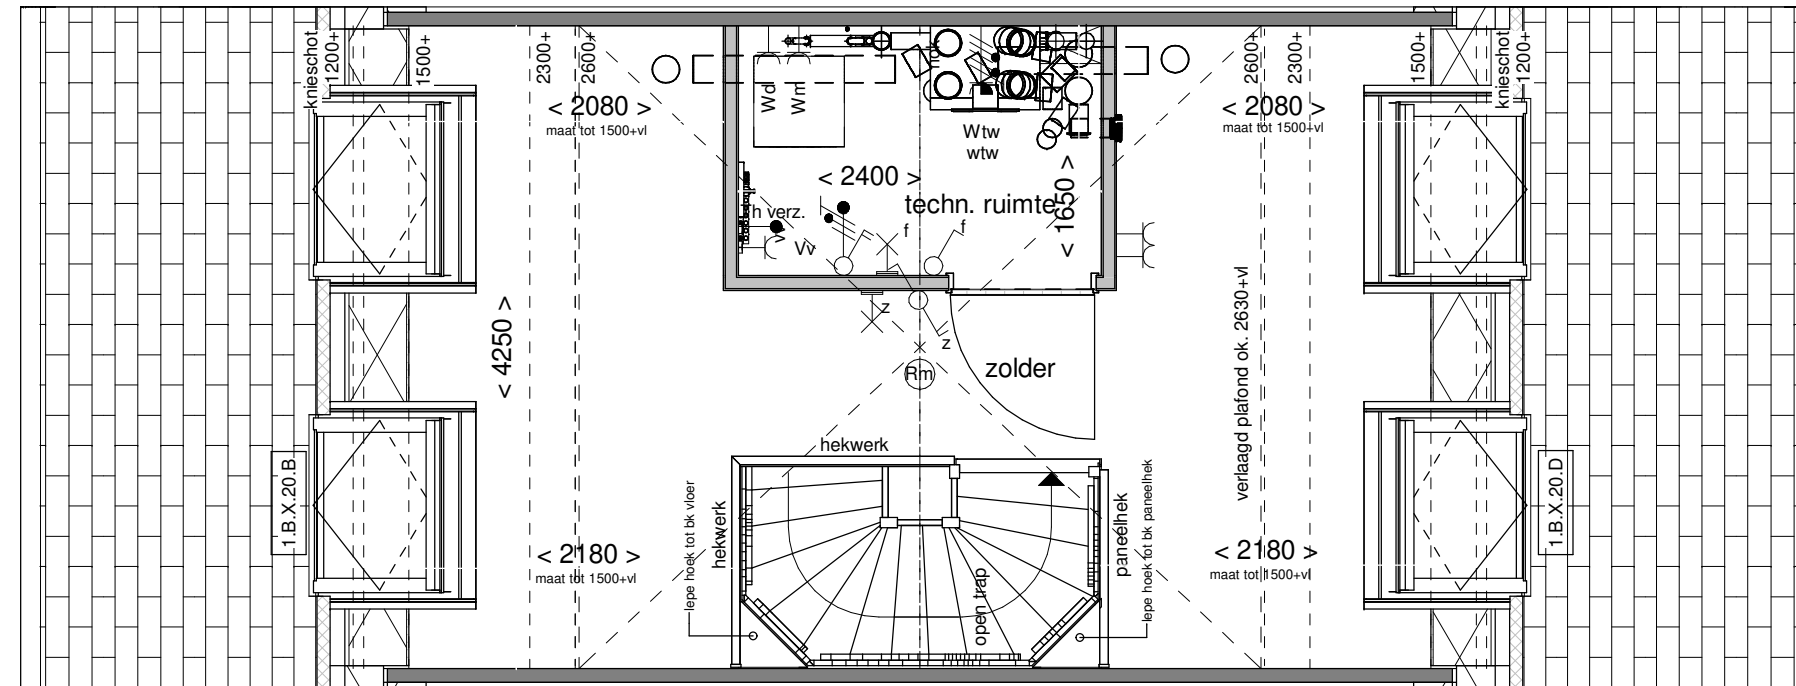 knieschot
1200+
1500+
2300+
2600+
< 2080 >
maat tot 1500+vl
Wd
Wm
Wtw
wtw
< 2400 >
techn. ruimte
< 1650 >
Th verz.
Vv
f
f
z
z
Rm
zolder
< 4250 >
2600+
2300+
1500+
knieschot
1200+
< 2080 >
maat tot 1500+vl
verlaagd plafond ok. 2630+vl
hekwerk
hekwerk
lepe hoek tot bk vloer
open trap
paneelhek
lepe hoek tot bk paneelhek
< 2180 >
maat tot 1500+vl
< 2180 >
maat tot 1500+vl
1.B.X.20.B
1.B.X.20.D